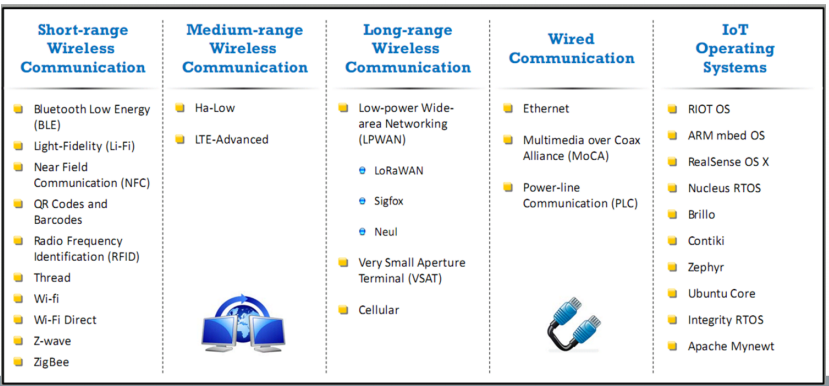 Short-range
Wireless
Communication
Bluetooth Low Energy
(BLE)
Light-Fidelity (Li-Fi)
Near Field
Communication (NFC)
QR Codes and
Barcodes
Radio Frequency
Identification (RFID)
Thread
Wi-fi
Wi-Fi Direct
Z-wave
ZigBee
Medium-range
Wireless
Communication
Ha-Low
LTE-Advanced
Long-range
Wireless
Communication
Low-power Wide-
area Networking
(LPWAN)
LoRaWAN
Sigfox
Neul
Very Small Aperture
Terminal (VSAT)
Cellular
Wired
Communication
Ethernet
Multimedia over Coax
Alliance (MoCA)
Power-line
Communication (PLC)
IoT
Operating
Systems
RIOT OS
ARM mbed OS
RealSense OS X
Nucleus RTOS
Brillo
Contiki
Zephyr
Ubuntu Core
Integrity RTOS
Apache Mynewt